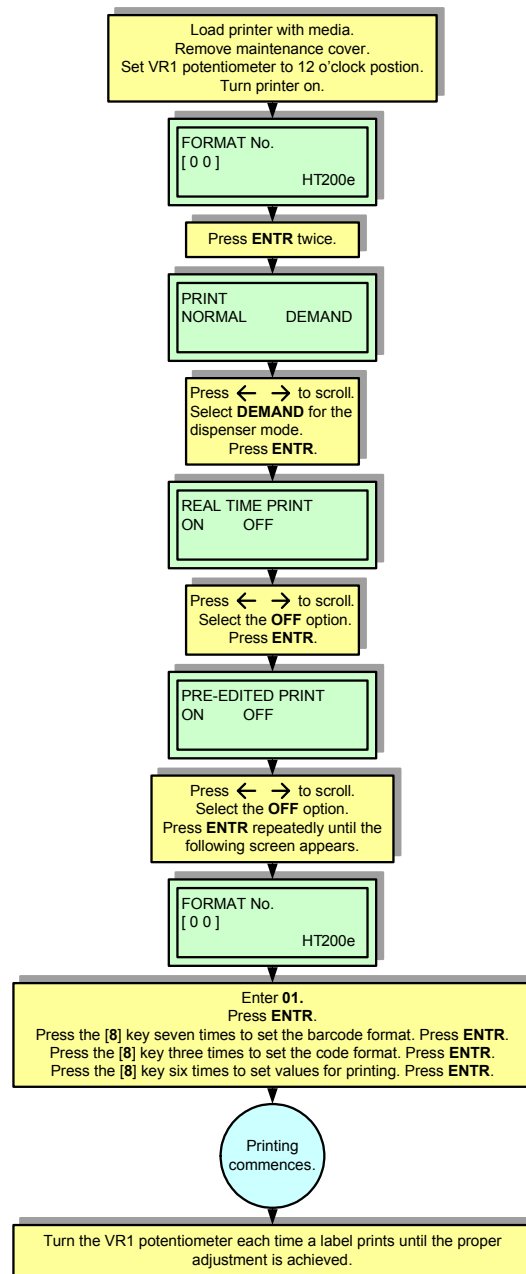 Load printer with media.
Remove maintenance cover.
Set VR1 potentiometer to 12 o'clock postion.
Turn printer on.
FORMAT No.
[ 0 0 ]
HT200e
Press ENTR twice.
PRINT
NORMAL DEMAND
Press ← → to scroll.
Select DEMAND for the
dispenser mode.
Press ENTR.
REAL TIME PRINT
ON OFF
Press ← → to scroll.
Select the OFF option.
Press ENTR.
PRE-EDITED PRINT
ON OFF
Press ← → to scroll.
Select the OFF option.
Press ENTR repeatedly until the
following screen appears.
FORMAT No.
[ 0 0 ]
HT200e
Enter 01.
Press ENTR.
Press the [8] key seven times to set the barcode format. Press ENTR.
Press the [8] key three times to set the code format. Press ENTR.
Press the [8] key six times to set values for printing. Press ENTR.
Printing
commences.
Turn the VR1 potentiometer each time a label prints until the proper
adjustment is achieved.